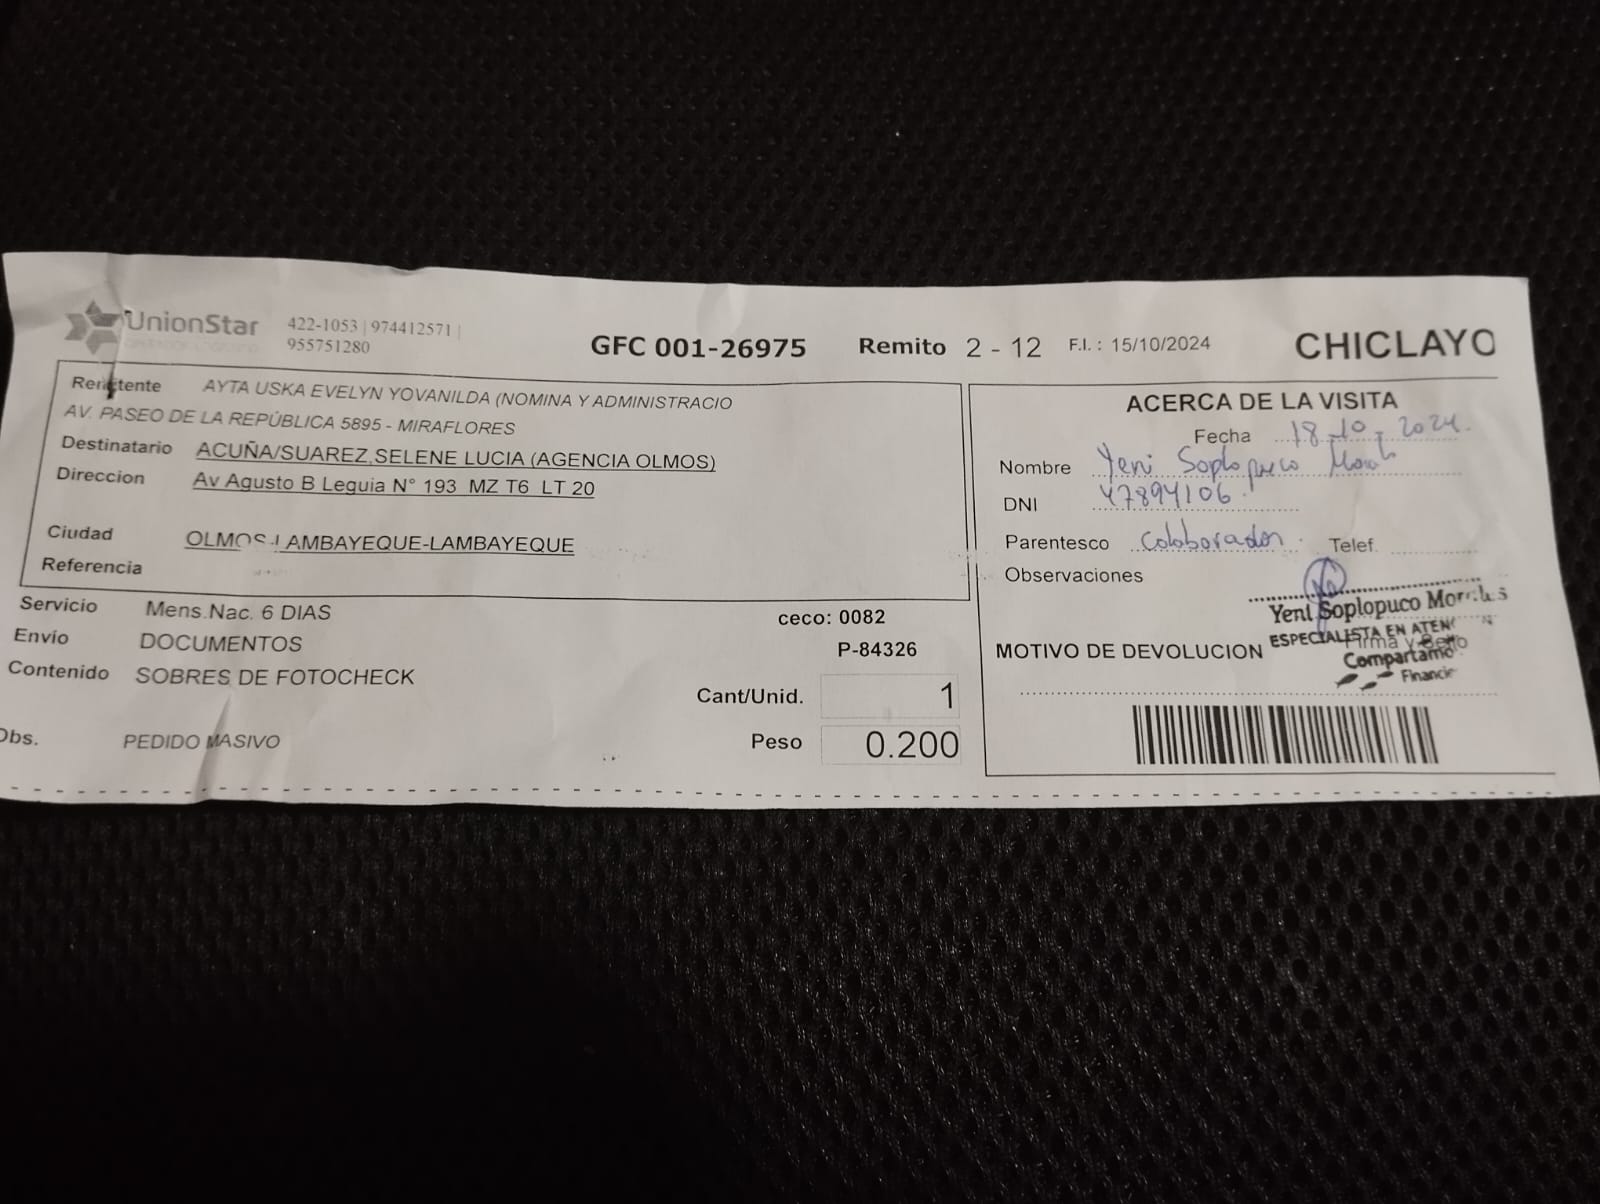 UnionStar
422-1053 | 974412571 |
955751280
GFC 001-26975 Remito 2 - 12 F.I. : 15/10/2024 CHICLAYO
Remitente AYTA USKA EVELYN YOVANILDA (NOMINA Y ADMINISTRACIO
AV. PASEO DE LA REPÚBLICA 5895 - MIRAFLORES
Destinatario ACUÑA/SUAREZ,SELENE LUCIA (AGENCIA OLMOS)
Direccion Av Agusto B Leguia N° 193 MZ T6 LT 20
Ciudad OLMOS-LAMBAYEQUE-LAMBAYEQUE
Referencia
Servicio Mens.Nac. 6 DIAS
Envio DOCUMENTOS
Contenido SOBRES DE FOTOCHECK
Obs. PEDIDO MASIVO
ceco: 0082
P-84326
Cant/Unid. 1
Peso 0.200
ACERCA DE LA VISITA
Fecha 18-10-2024.
Nombre Yeni Soplopuco
DNI 47894106
Parentesco Colaborador. Telef.
Observaciones
Yeni Soplopuco Morales
ESPECIALISTA EN ATEN
Firma y Sello
Compartamo
Financie
MOTIVO DE DEVOLUCION